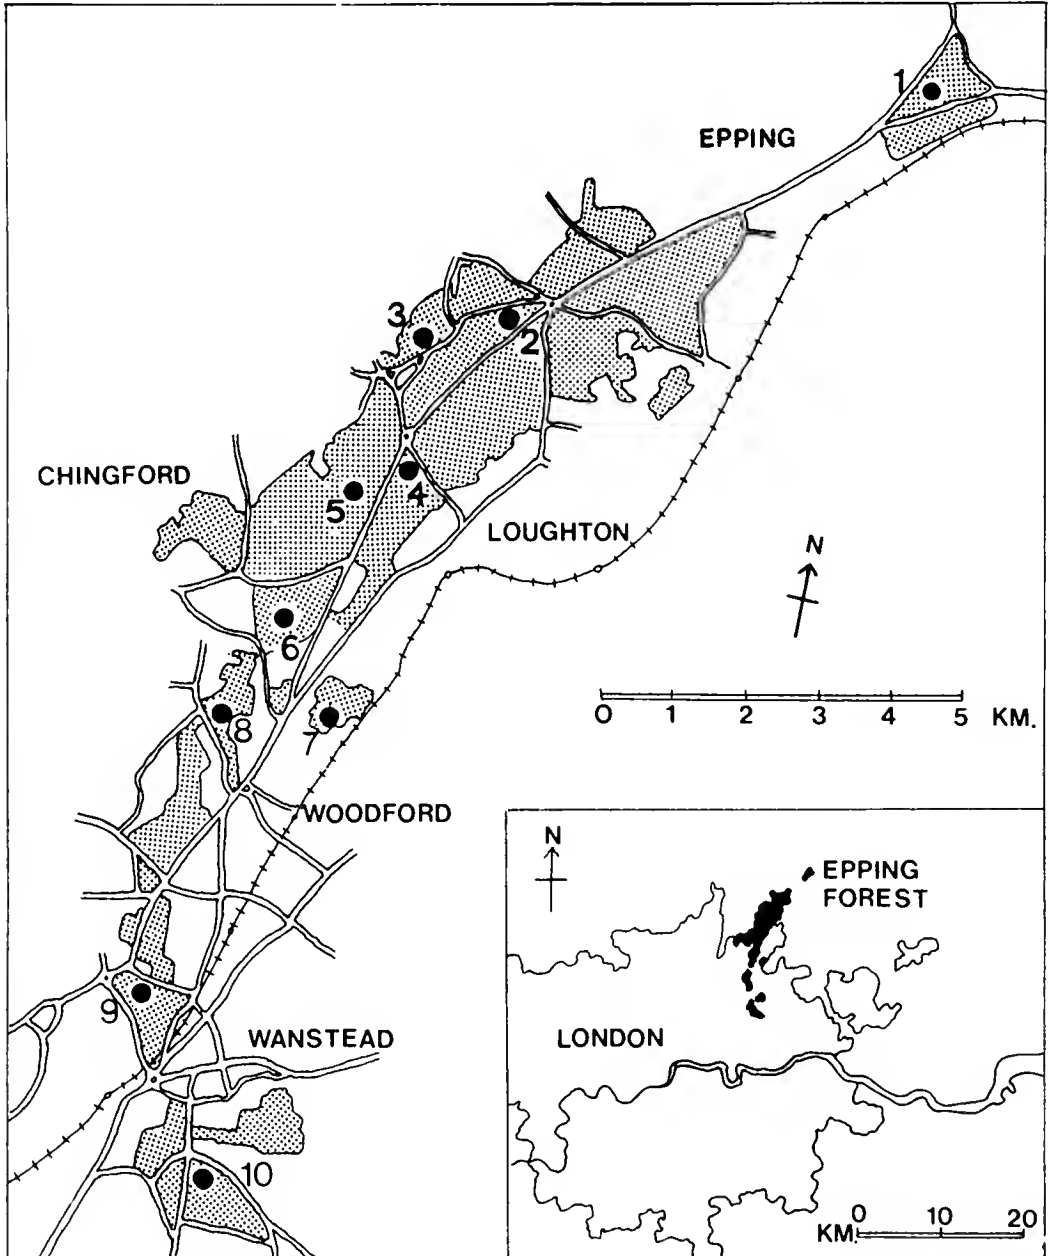 1
EPPING
3
2
CHINGFORD
5
4
LOUGHTON
N
6
0 1 2 3 4 5 KM.
8
7
WOODFORD
N
EPPING
FOREST
9
WANSTEAD
LONDON
10
0 10 20
KM.